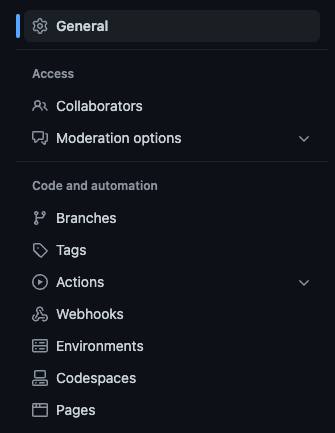 General
Access
Collaborators
Moderation options
Code and automation
Branches
Tags
Actions
Webhooks
Environments
Codespaces
Pages